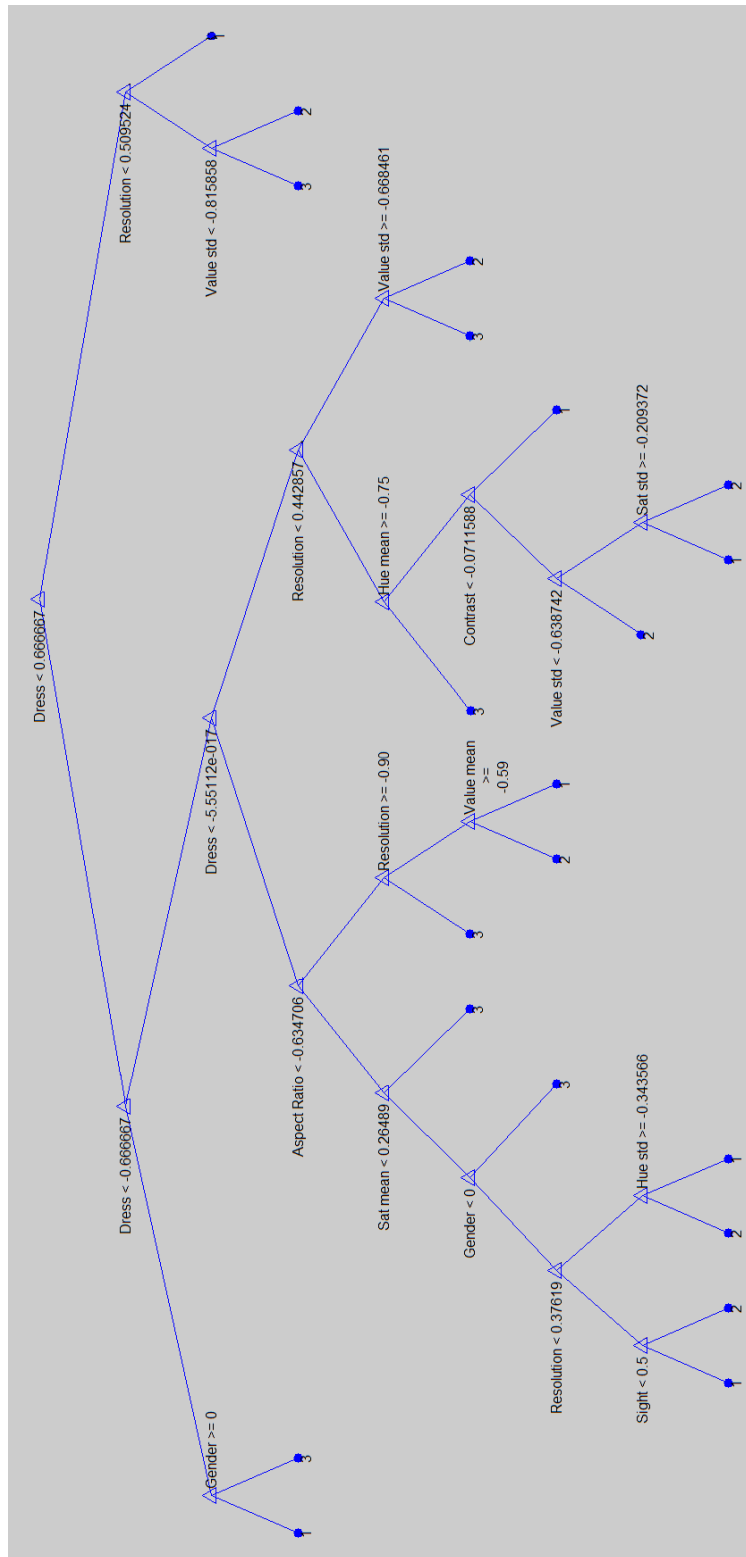 Dress < 0.666667
Dress < -0.666667
Resolution < 0.509524
Gender >= 0
Dress < -5.55112e-017
Value std < -0.815858
1
1
3
Aspect Ratio < -0.634706
Resolution < 0.442857
3
2
Sat mean < 0.26489
Resolution >= -0.90
Hue mean >= -0.75
Value std >= -0.668461
Gender < 0
3
3
Value mean
>=
-0.59
3
Contrast < -0.0711588
3
2
Resolution < 0.37619
3
2
1
Value std < -0.638742
1
Sight < 0.5
Hue std >= -0.343566
2
Sat std >= -0.209372
1
2
2
1
1
2